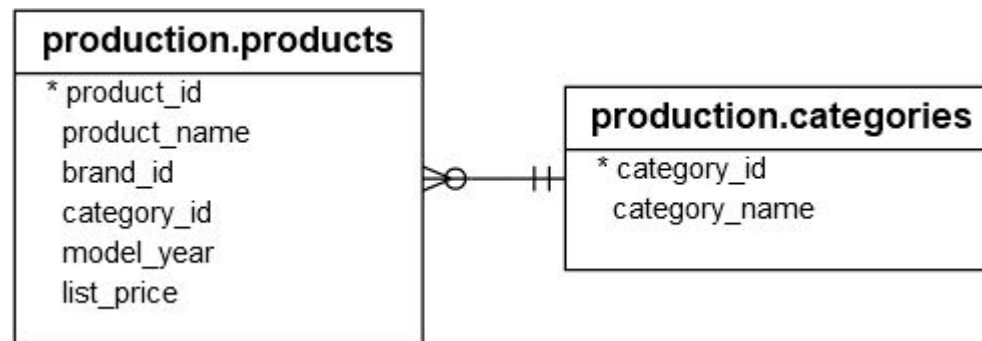 production.products
* product_id
product_name
brand_id
category_id
model_year
list_price
production.categories
* category_id
category_name